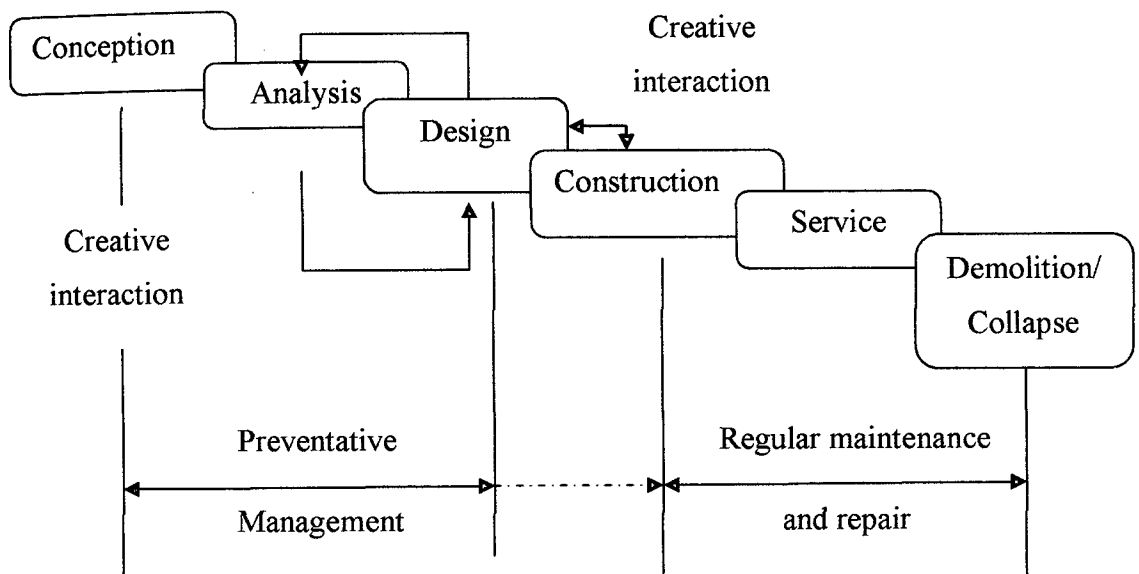 Conception
Analysis
Design
Construction
Service
Demolition/
Collapse
Creative
interaction
Creative
interaction
Preventative
Management
Regular maintenance
and repair